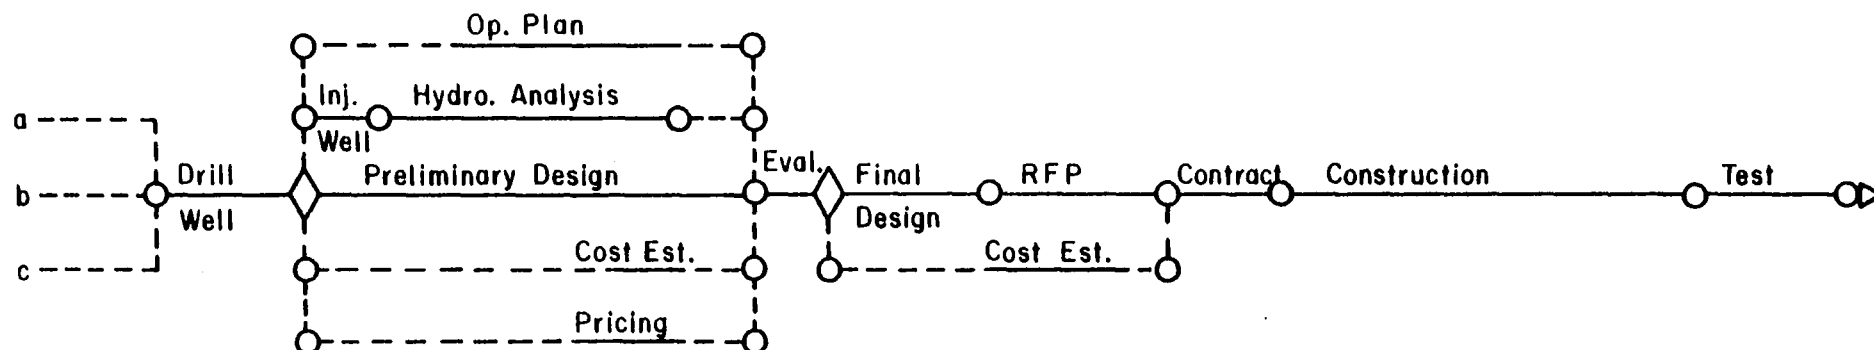 Op. Plan
Inj. Hydro. Analysis
a
Well
Drill Preliminary Design Eval. Final RFP Contract Construction Test
b
Well Design
Cost Est. Cost Est.
c
Pricing